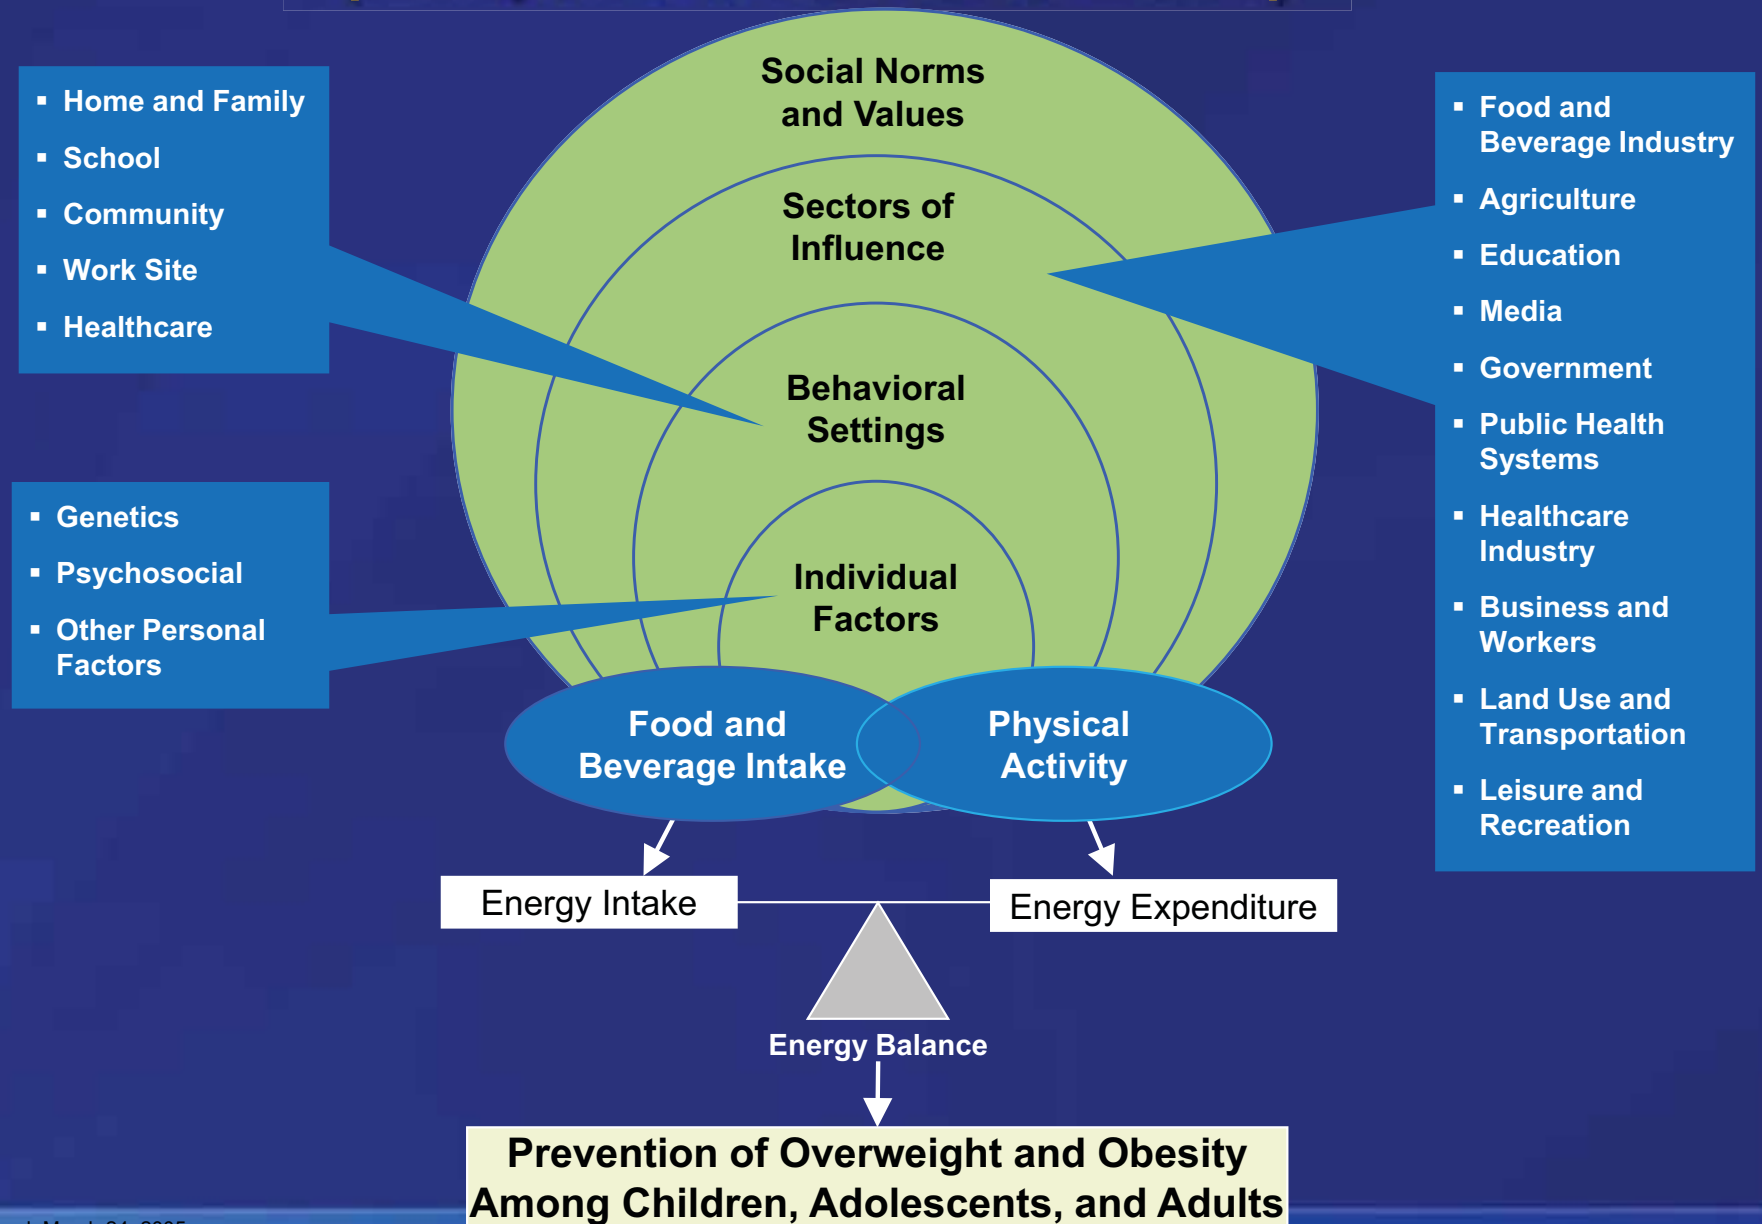 Social Norms
and Values
Sectors of
Influence
Behavioral
Settings
Individual
Factors
▪ Home and Family
▪ School
▪ Community
▪ Work Site
▪ Healthcare
▪ Genetics
▪ Psychosocial
▪ Other Personal
Factors
▪ Food and
Beverage Industry
▪ Agriculture
▪ Education
▪ Media
▪ Government
▪ Public Health
Systems
▪ Healthcare
Industry
▪ Business and
Workers
▪ Land Use and
Transportation
▪ Leisure and
Recreation
Food and
Beverage Intake
Physical
Activity
Energy Intake
Energy Expenditure
Energy Balance
Prevention of Overweight and Obesity
Among Children, Adolescents, and Adults